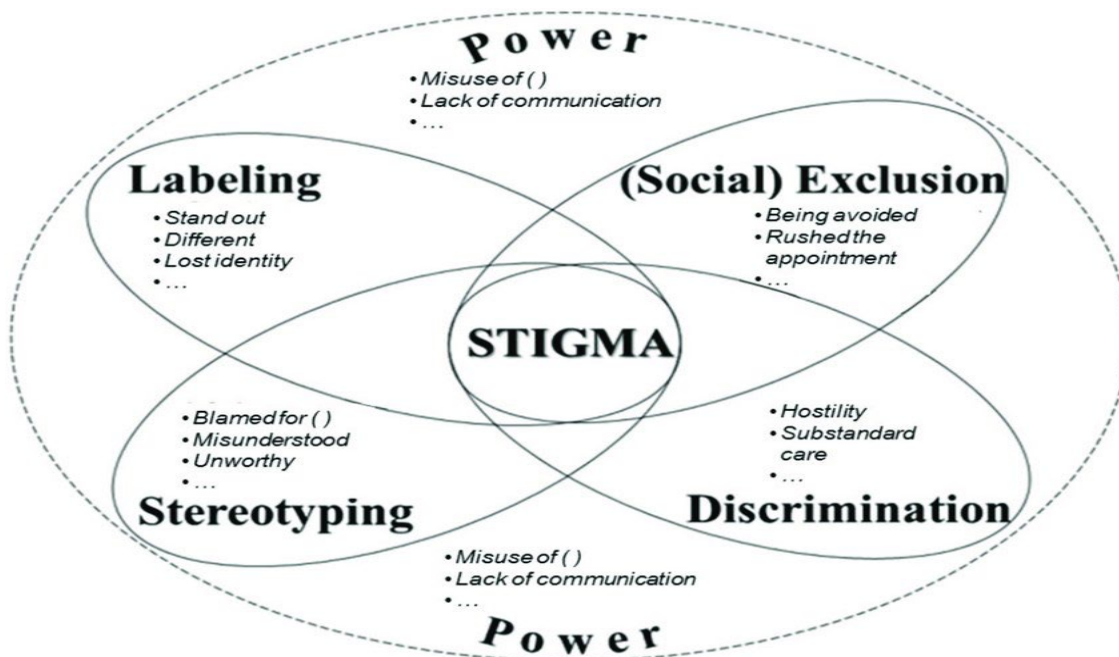 Power
• Misuse of ( )
• Lack of communication
• ...
Labeling
• Stand out
• Different
• Lost identity
• ...
(Social) Exclusion
• Being avoided
• Rushed the
appointment
• ...
STIGMA
• Blamed for ( )
• Misunderstood
• Unworthy
• ...
Stereotyping
• Hostility
• Substandard
care
• ...
Discrimination
• Misuse of ( )
• Lack of communication
• ...
Power